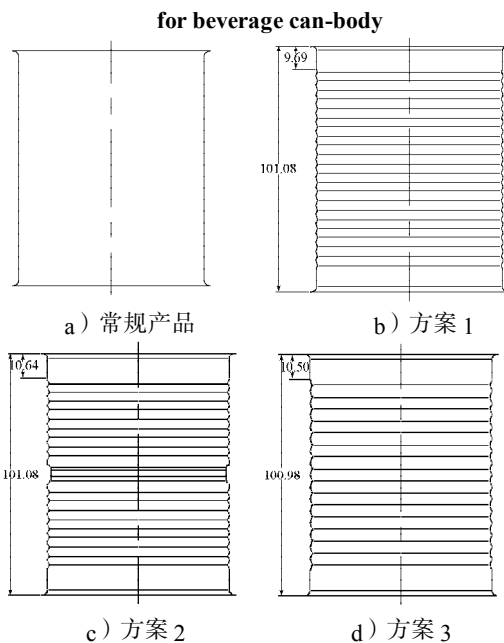 for beverage can-body
9.69
101.08
a）常规产品
b）方案 1
10.64
101.08
10.50
100.98
c）方案 2
d）方案 3